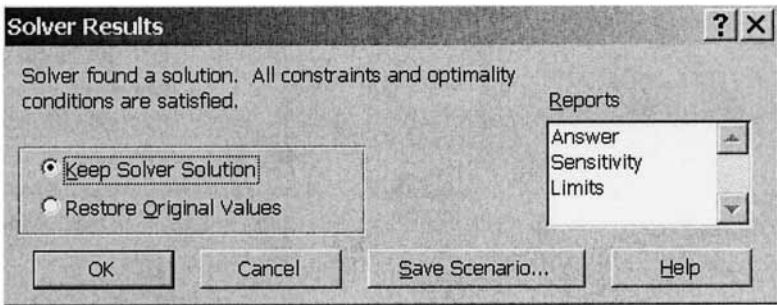 Solver Results
? X
Solver found a solution. All constraints and optimality
conditions are satisfied.
Reports
Answer
Sensitivity
Limits
Keep Solver Solution
Restore Original Values
OK
Cancel
Save Scenario...
Help